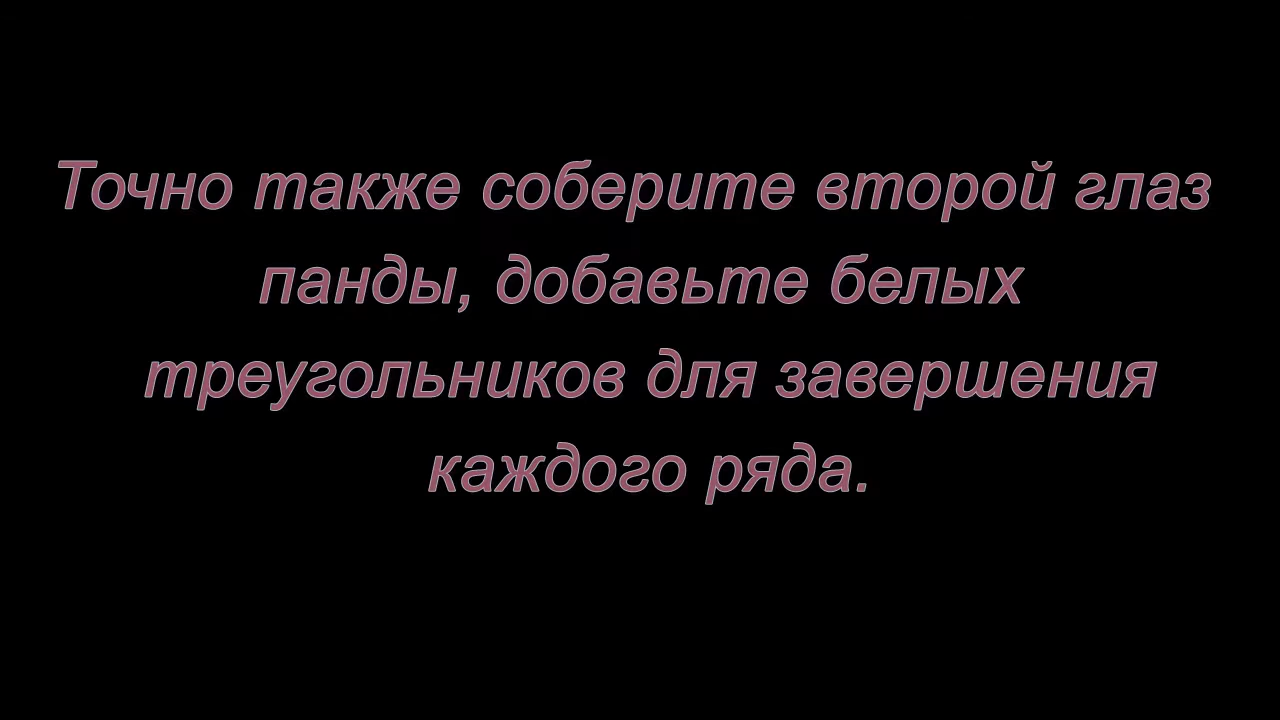 Точно также соберите второй глаз
панды, добавьте белых
треугольников для завершения
каждого ряда.